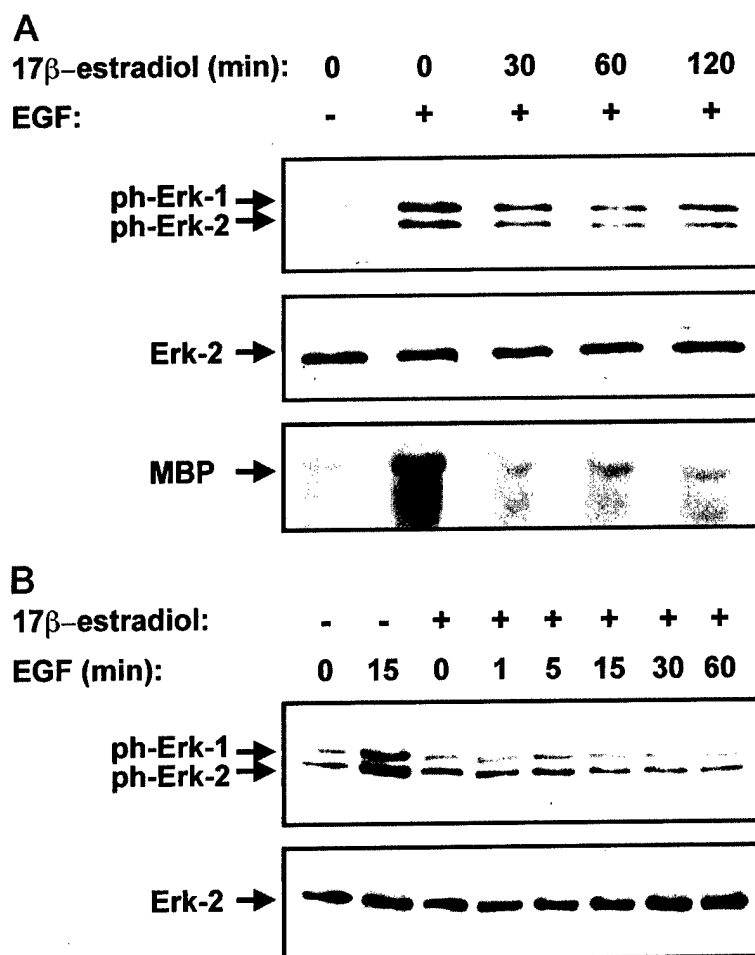 A
17β–estradiol (min): 0 0 30 60 120
EGF: - + + + +
ph-Erk-1
ph-Erk-2
Erk-2
MBP
B
17β–estradiol: - - + + + + + +
EGF (min): 0 15 0 1 5 15 30 60
ph-Erk-1
ph-Erk-2
Erk-2